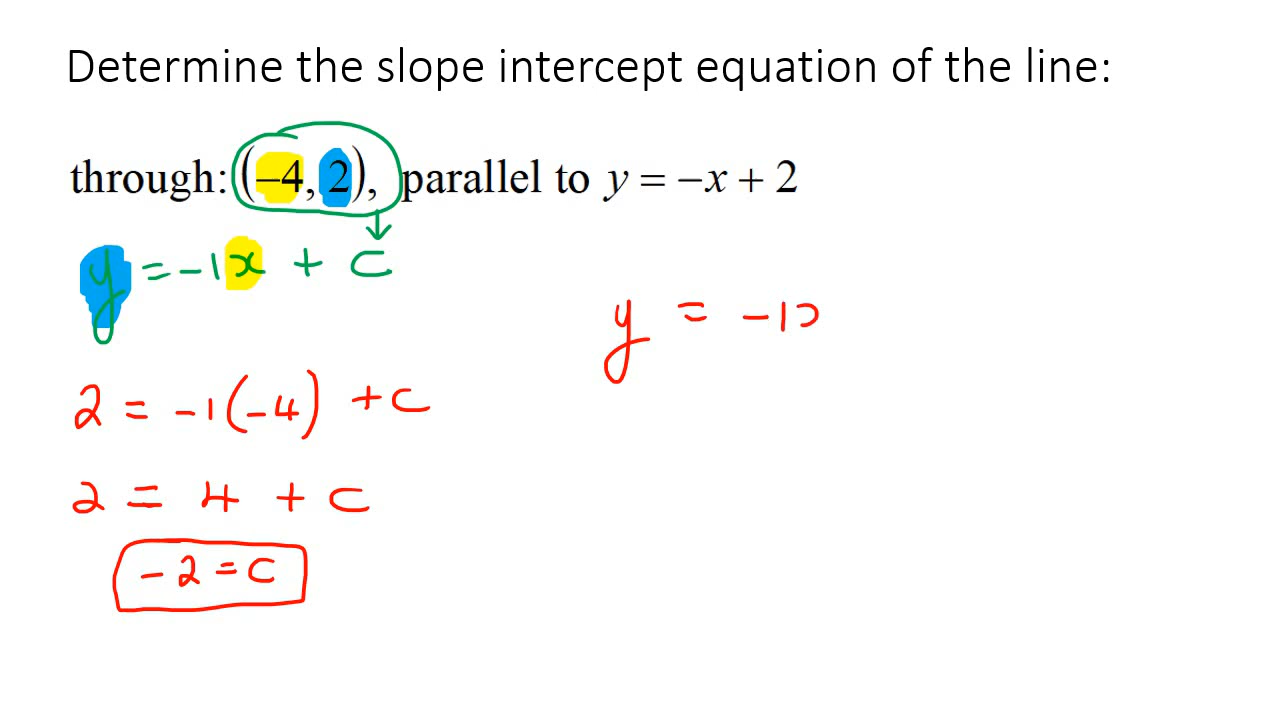 Determine the slope intercept equation of the line:
through: (−4, 2), parallel to y = −x + 2
y = -1x + c
y = -1
2 = -1(-4) + c
2 = 4 + c
-2 = c